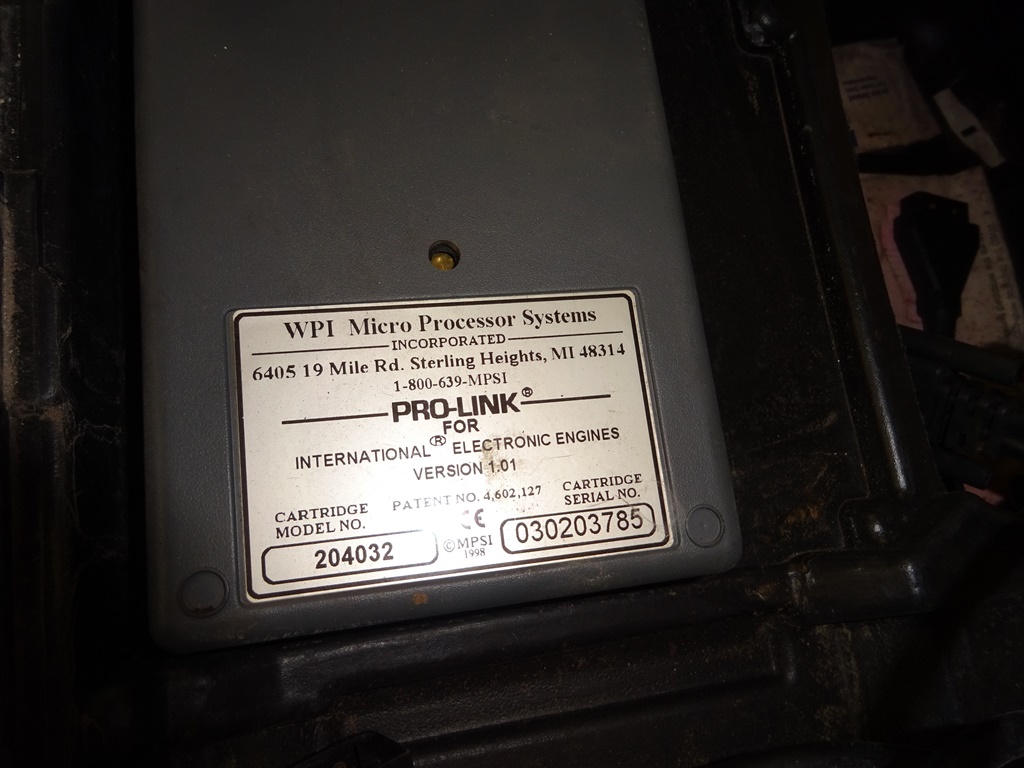 WPI Micro Processor Systems
INCORPORATED
6405 19 Mile Rd. Sterling Heights, MI 48314
1-800-639-MPSI
PRO-LINK®
FOR
INTERNATIONAL® ELECTRONIC ENGINES
VERSION 1.01
PATENT NO. 4,602,127
CARTRIDGE
MODEL NO.
204032
CE
©MPSI
1998
CARTRIDGE
SERIAL NO.
030203785